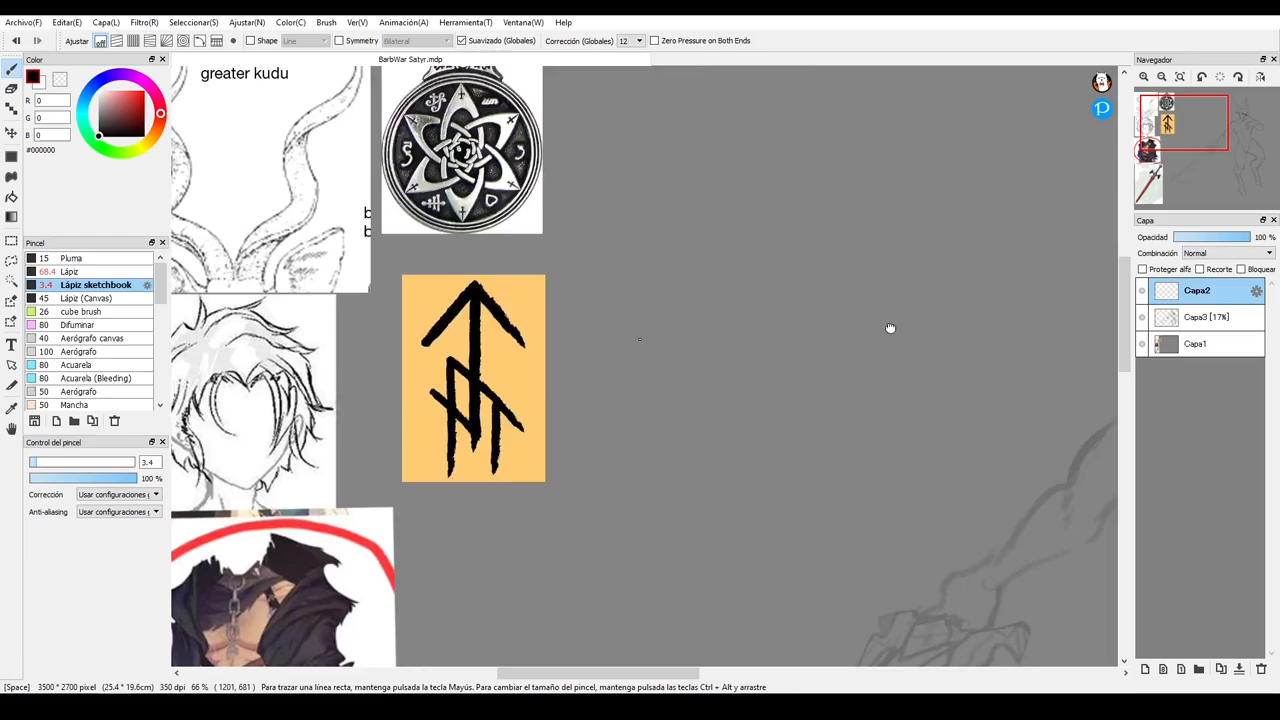 Archivo(F) Editar(E) Capa(L) Filtro(R) Seleccionar(S) Ajustar(N) Color(C) Brush Ver(V) Animación(A) Herramienta(T) Ventana(W) Help
Ajustar off Shape Line Symmetry Bilateral Suavizado (Globales) Corrección (Globales) 12 Zero Pressure on Both Ends
Color
BarbWar Satyr.mdp
Navegador
greater kudu
R 0
G 0
B 0
#000000
b
b
Capa
Opacidad 100 %
Combinación Normal
Proteger alfa Recorte Bloquear
Capa2
Capa3 [17%]
Capa1
Pincel
15 Pluma
68.4 Lápiz
3.4 Lápiz sketchbook
45 Lápiz (Canvas)
26 cube brush
80 Difuminar
40 Aerógrafo canvas
100 Aerógrafo
80 Acuarela
80 Acuarela (Bleeding)
50 Aerógrafo
50 Mancha
Control del pincel
3.4
100 %
Corrección Usar configuraciones g
Anti-aliasing Usar configuraciones g
[Space] 3500 * 2700 pixel (25.4 * 19.6cm) 350 dpi 66 % ( 1201, 681 ) Para trazar una línea recta, mantenga pulsada la tecla Mayús. Para cambiar el tamaño del pincel, mantenga pulsada las teclas Ctrl + Alt y arrastre